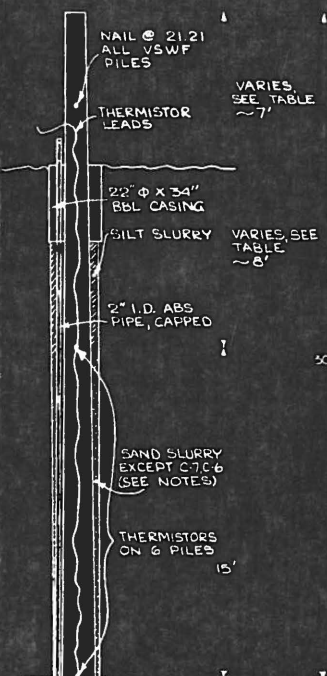 NAIL @ 21.21
ALL VSWF
PILES
VARIES,
SEE TABLE
~7'
THERMISTOR
LEADS
22" Φ X 34"
BBL CASING
SILT SLURRY
VARIES, SEE
TABLE
~8'
2" I.D. ABS
PIPE, CAPPED
SAND SLURRY
EXCEPT C-7, C-6
(SEE NOTES)
THERMISTORS
ON 6 PILES
15'